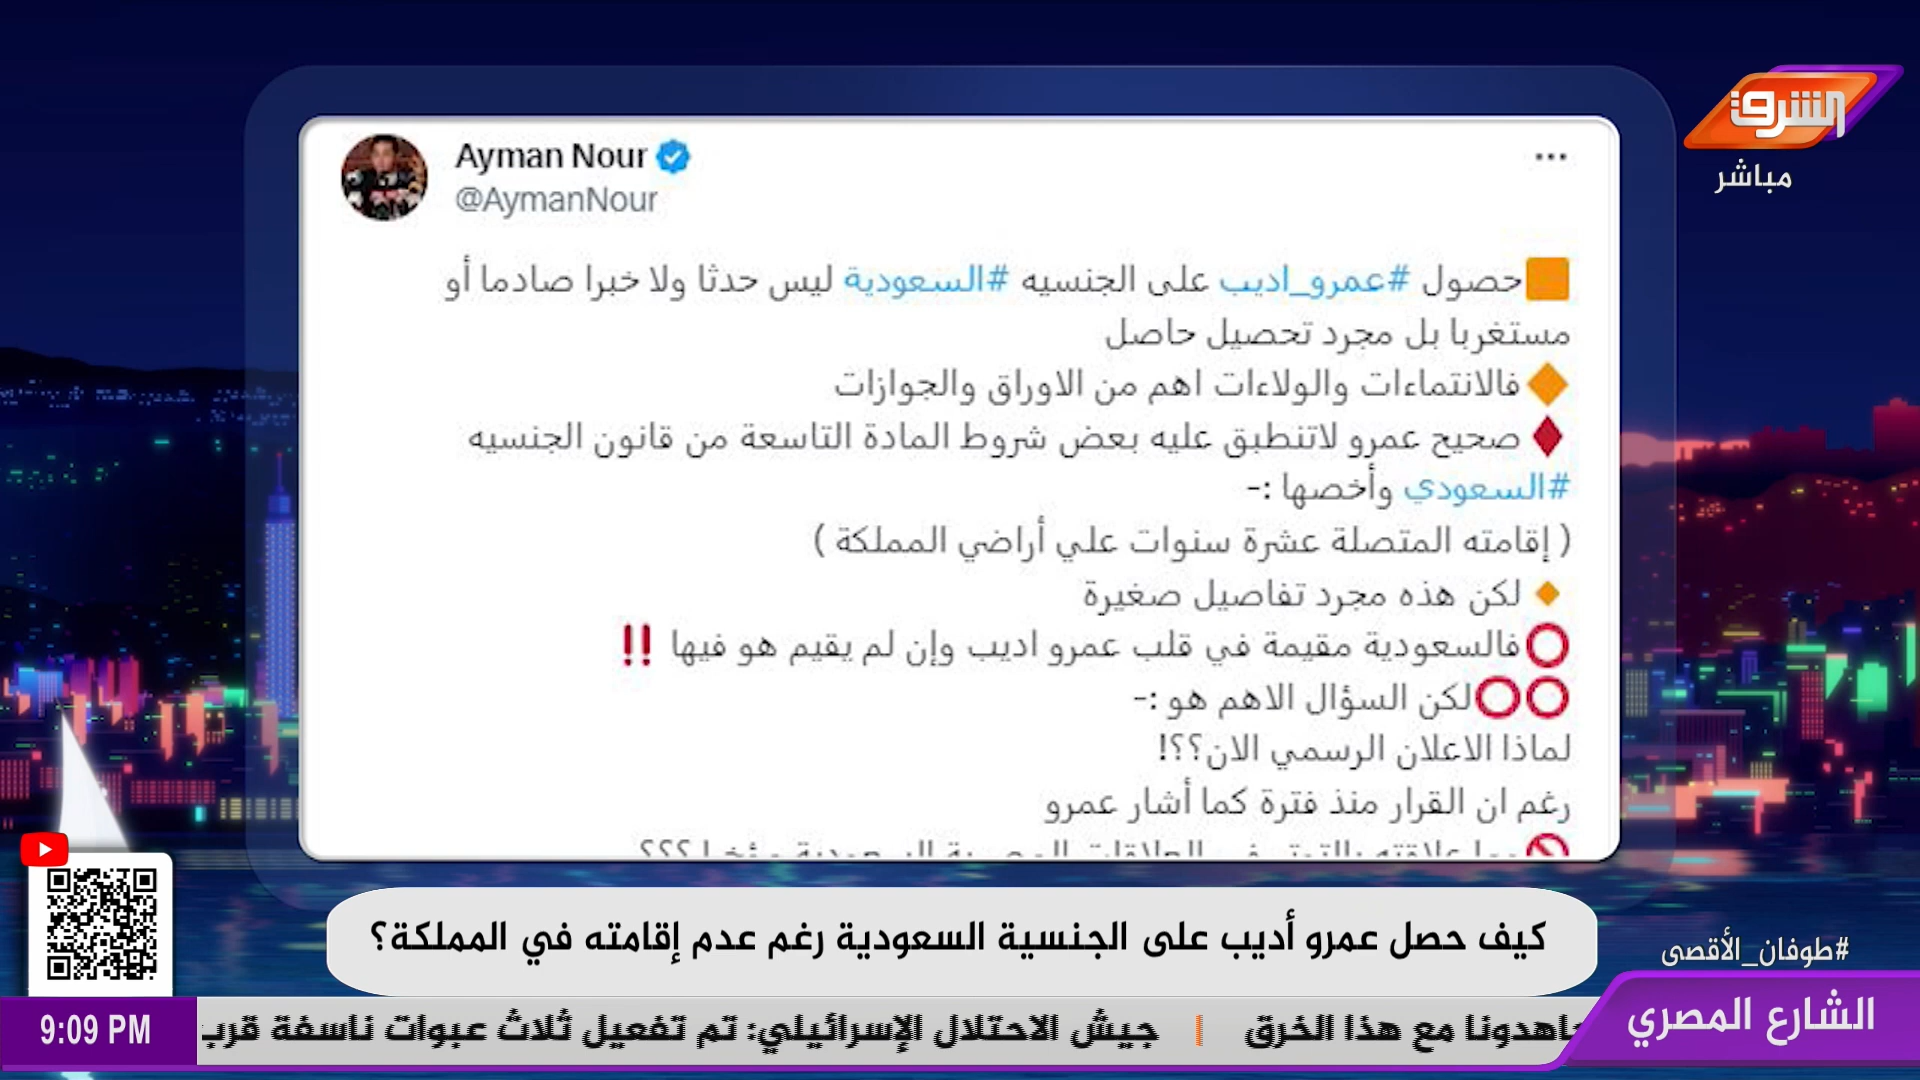 الشرق
مباشر
Ayman Nour
@AymanNour
حصول #عمرو_اديب على الجنسيه #السعودية ليس حدثا ولا خبرا صادما أو
مستغربا بل مجرد تحصيل حاصل
فالانتماءات والولاءات اهم من الاوراق والجوازات
صحيح عمرو لاتنطبق عليه بعض شروط المادة التاسعة من قانون الجنسيه
#السعودي وأخصها :-
( إقامته المتصلة عشرة سنوات علي أراضي المملكة )
لكن هذه مجرد تفاصيل صغيرة
فالسعودية مقيمة في قلب عمرو اديب وإن لم يقيم هو فيها ‼
لكن السؤال الاهم هو :-
لماذا الاعلان الرسمي الان؟؟!
رغم ان القرار منذ فترة كما أشار عمرو
كيف حصل عمرو أديب على الجنسية السعودية رغم عدم إقامته في المملكة؟
#طوفان_الأقصى
الشارع المصري
مع هذا الخرق | جيش الاحتلال الإسرائيلي: تم تفعيل ثلاث عبوات ناسفة قرب
9:09 PM